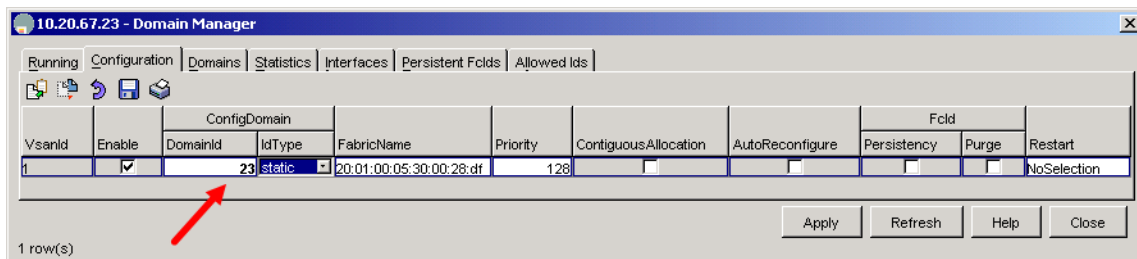 10.20.67.23 - Domain Manager
Running Configuration Domains Statistics Interfaces Persistent FcIds Allowed Ids
ConfigDomain FcId
VsanId Enable DomainId IdType FabricName Priority ContiguousAllocation AutoReconfigure Persistency Purge Restart
1 23 static 20:01:00:05:30:00:28:df 128 NoSelection
Apply Refresh Help Close
1 row(s)